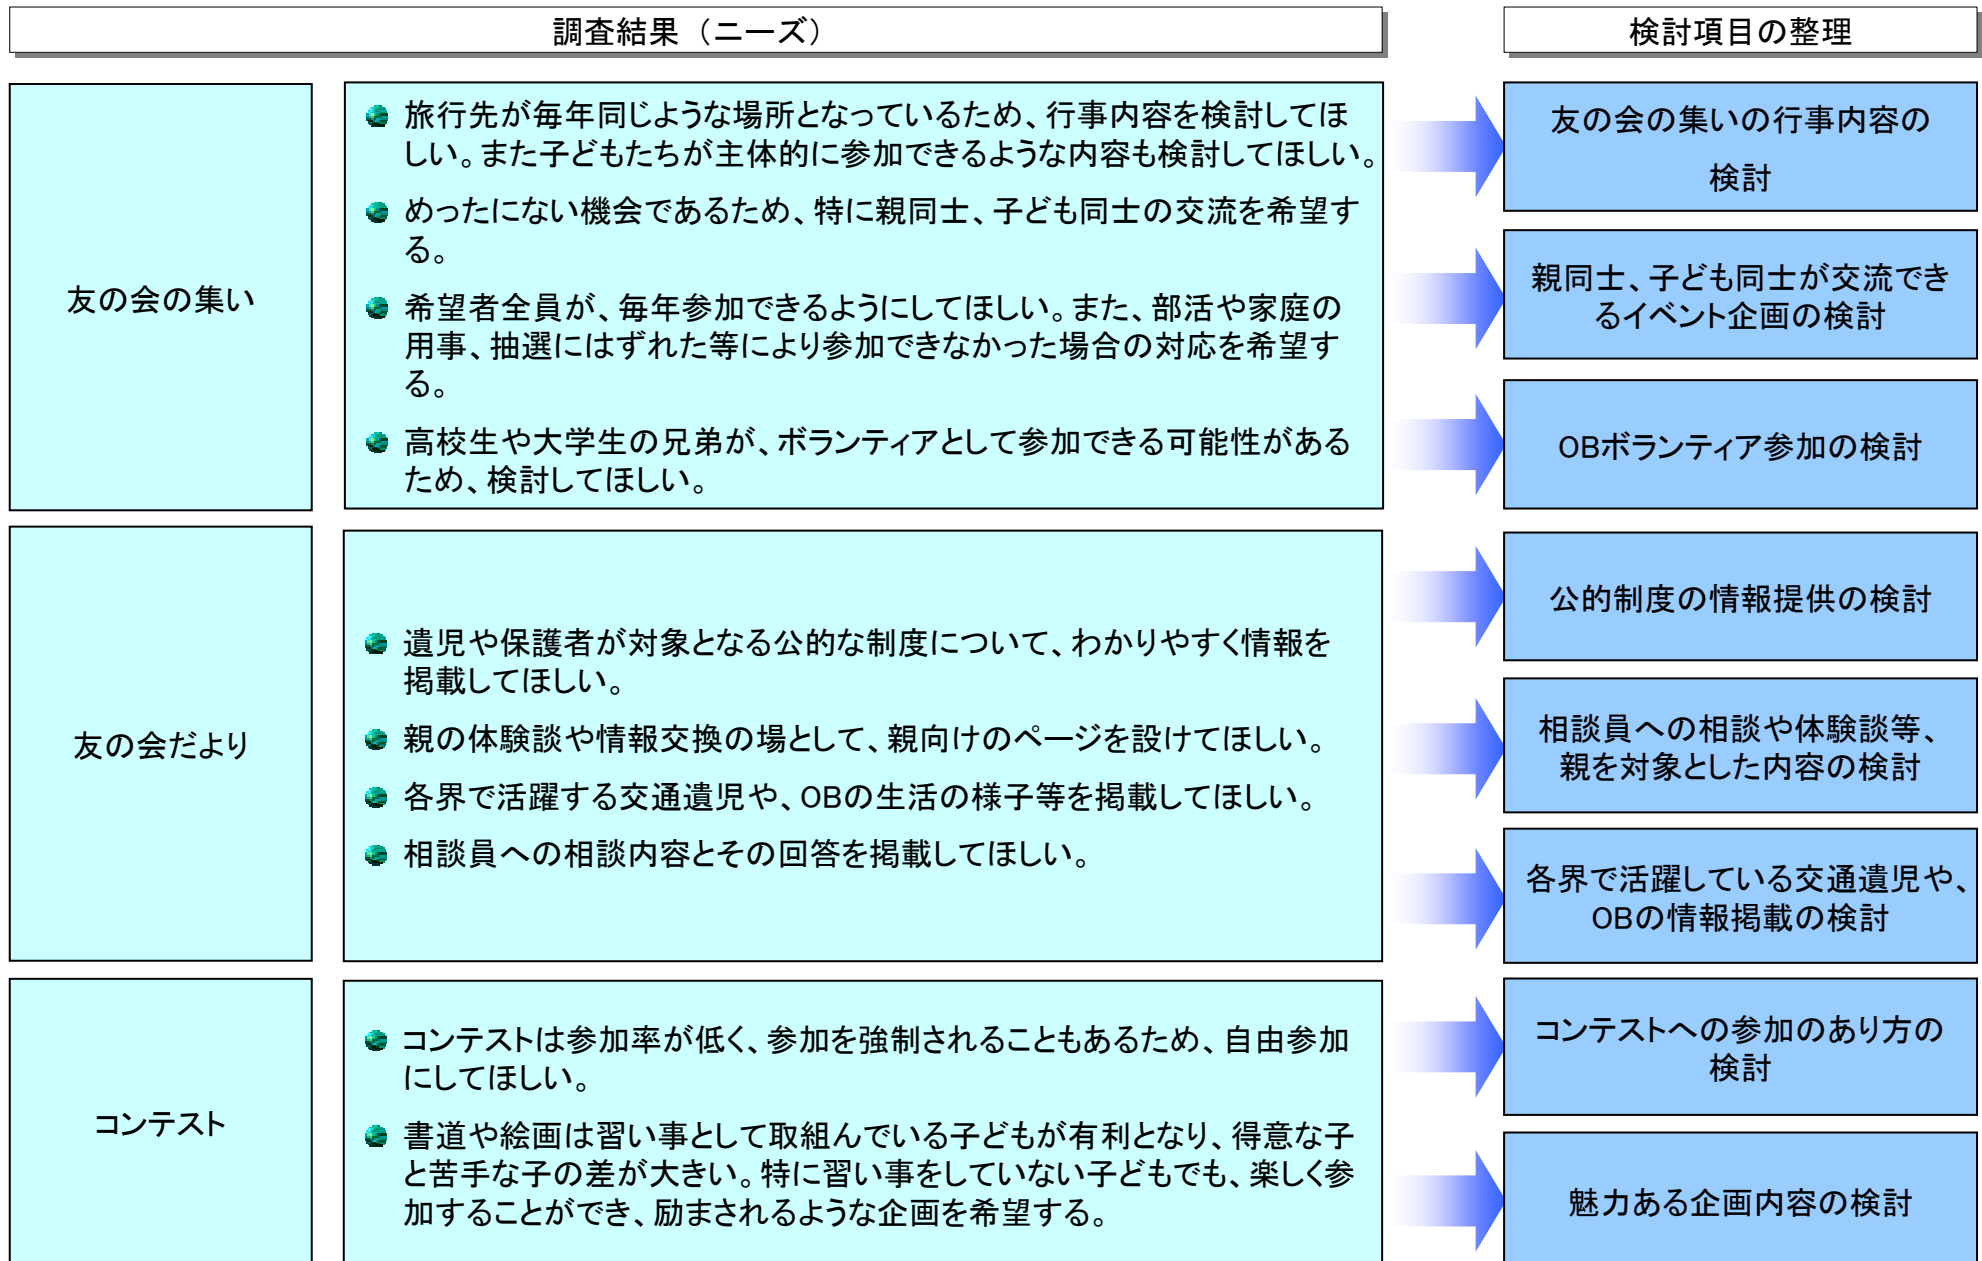 調査結果（ニーズ）
検討項目の整理
友の会の集い
旅行先が毎年同じような場所となっているため、行事内容を検討してほ
しい。また子どもたちが主体的に参加できるような内容も検討してほしい。
めったにない機会であるため、特に親同士、子ども同士の交流を希望す
る。
希望者全員が、毎年参加できるようにしてほしい。また、部活や家庭の
用事、抽選にはずれた等により参加できなかった場合の対応を希望す
る。
高校生や大学生の兄弟が、ボランティアとして参加できる可能性がある
ため、検討してほしい。
友の会の集いの行事内容の
検討
親同士、子ども同士が交流でき
るイベント企画の検討
OBボランティア参加の検討
友の会だより
遺児や保護者が対象となる公的な制度について、わかりやすく情報を
掲載してほしい。
親の体験談や情報交換の場として、親向けのページを設けてほしい。
各界で活躍する交通遺児や、OBの生活の様子等を掲載してほしい。
相談員への相談内容とその回答を掲載してほしい。
公的制度の情報提供の検討
相談員への相談や体験談等、
親を対象とした内容の検討
各界で活躍している交通遺児や、
OBの情報掲載の検討
コンテスト
コンテストは参加率が低く、参加を強制されることもあるため、自由参加
にしてほしい。
書道や絵画は習い事として取組んでいる子どもが有利となり、得意な子
と苦手な子の差が大きい。特に習い事をしていない子どもでも、楽しく参
加することができ、励まされるような企画を希望する。
コンテストへの参加のあり方の
検討
魅力ある企画内容の検討